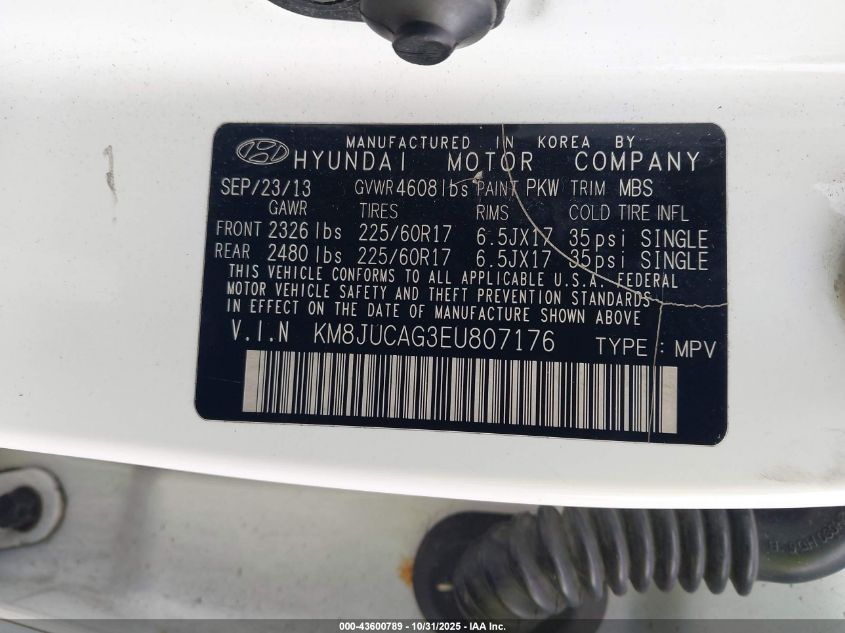 MANUFACTURED IN KOREA BY
HYUNDAI MOTOR COMPANY
SEP/23/13 GVWR 4608 lbs PAINT PKW TRIM MBS
GAWR TIRES RIMS COLD TIRE INFL
FRONT 2326 lbs 225/60R17 6.5JX17 35psi SINGLE
REAR 2480 lbs 225/60R17 6.5JX17 35psi SINGLE
THIS VEHICLE CONFORMS TO ALL APPLICABLE U.S.A. FEDERAL
MOTOR VEHICLE SAFETY AND THEFT PREVENTION STANDARDS
IN EFFECT ON THE DATE OF MANUFACTURE SHOWN ABOVE
V.I.N KM8JUCAG3EU807176 TYPE : MPV
000-43600789 - 10/31/2025 - IAA Inc.